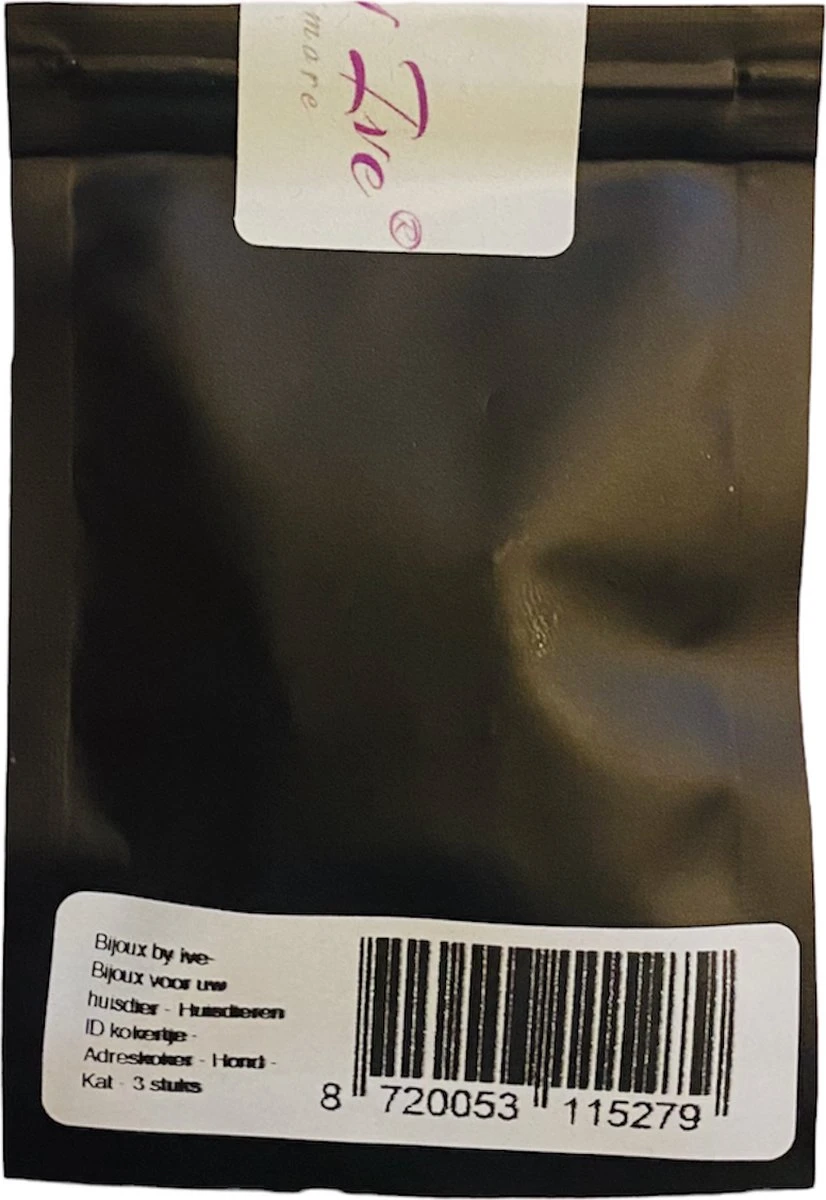 Ive®
more
Bijoux by ive-
Bijoux voor uw
huisdier - Huisdieren
ID kokertje -
Adreskoker - Hond -
Kat - 3 stuks
8 720053 115279